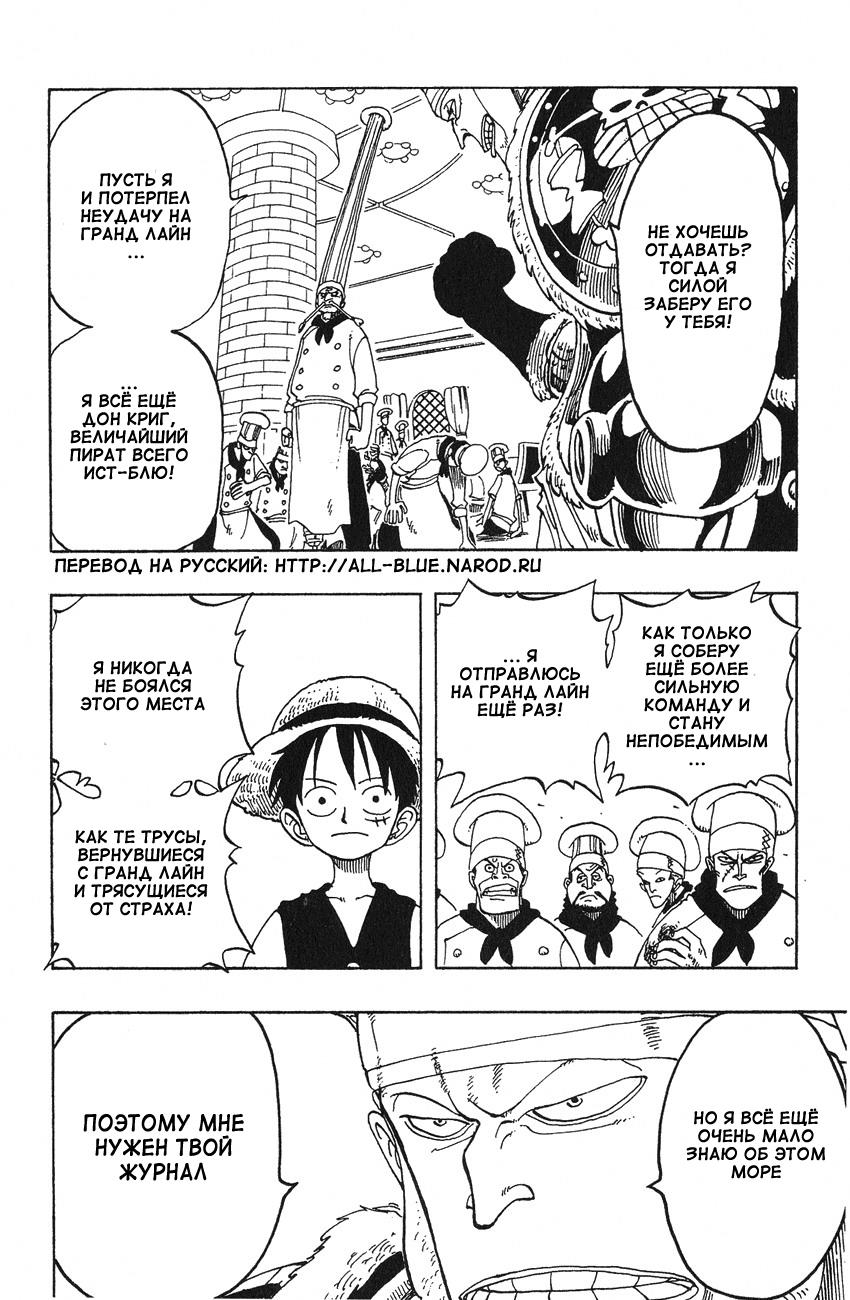 НЕ ХОЧЕШЬ
ОТДАВАТЬ?
ТОГДА Я
СИЛОЙ
ЗАБЕРУ ЕГО
У ТЕБЯ!
ПУСТЬ Я
И ПОТЕРПЕЛ
НЕУДАЧУ НА
ГРАНД ЛАЙН
...
...
Я ВСЁ ЕЩЁ
ДОН КРИГ,
ВЕЛИЧАЙШИЙ
ПИРАТ ВСЕГО
ИСТ-БЛЮ!
ПЕРЕВОД НА РУССКИЙ: HTTP://ALL-BLUE.NAROD.RU
КАК ТОЛЬКО
Я СОБЕРУ
ЕЩЁ БОЛЕЕ
СИЛЬНУЮ
КОМАНДУ И
СТАНУ
НЕПОБЕДИМЫМ
...
... Я
ОТПРАВЛЮСЬ
НА ГРАНД ЛАЙН
ЕЩЁ РАЗ!
Я НИКОГДА
НЕ БОЯЛСЯ
ЭТОГО МЕСТА
КАК ТЕ ТРУСЫ,
ВЕРНУВШИЕСЯ
С ГРАНД ЛАЙН
И ТРЯСУЩИЕСЯ
ОТ СТРАХА!
НО Я ВСЁ ЕЩЁ
ОЧЕНЬ МАЛО
ЗНАЮ ОБ ЭТОМ
МОРЕ
ПОЭТОМУ МНЕ
НУЖЕН ТВОЙ
ЖУРНАЛ